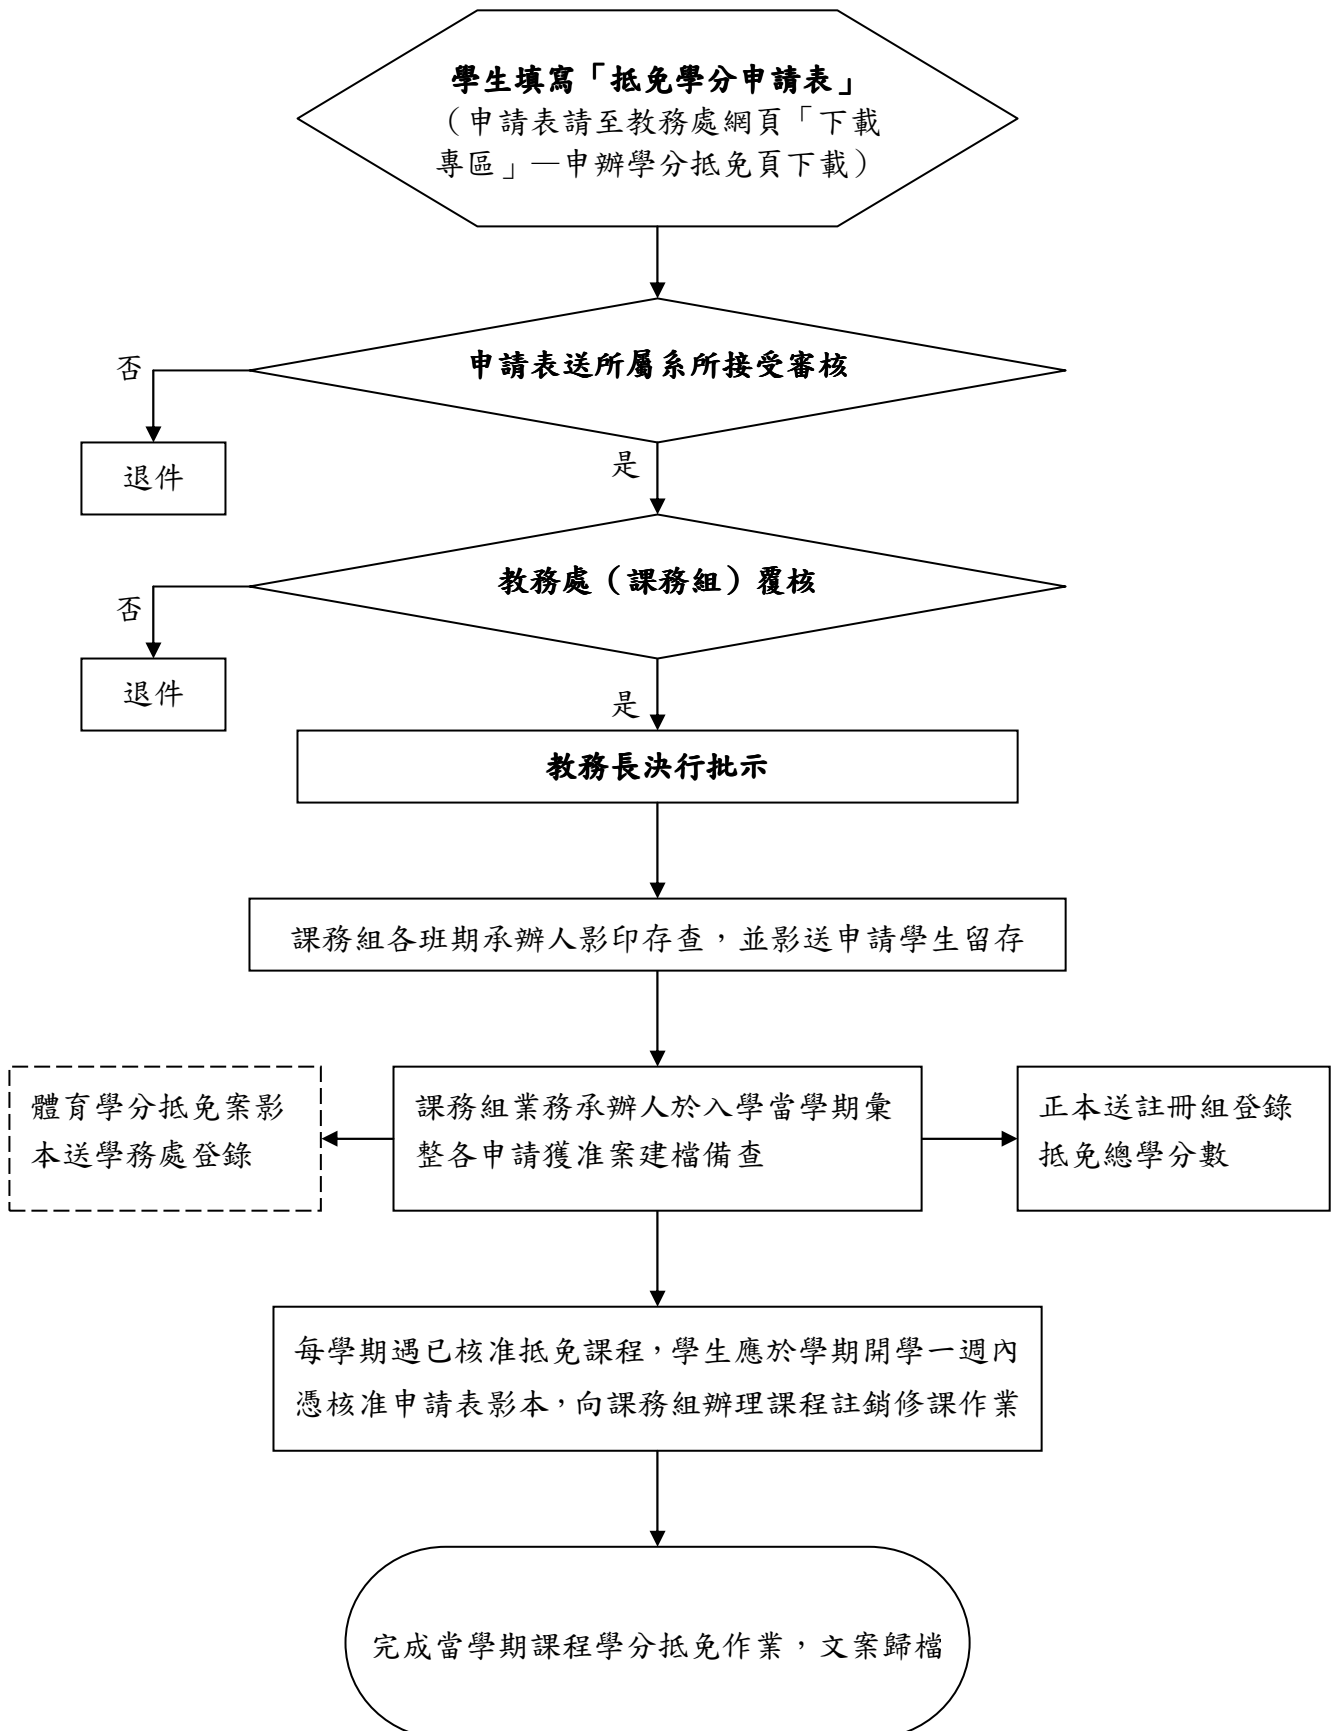 學生填寫「抵免學分申請表」
（申請表請至教務處網頁「下載
專區」—申辦學分抵免頁下載）
申請表送所屬系所接受審核
否
退件
是
教務處（課務組）覆核
否
退件
是
教務長決行批示
課務組各班期承辦人影印存查，並影送申請學生留存
體育學分抵免案影
本送學務處登錄
課務組業務承辦人於入學當學期彙
整各申請獲准案建檔備查
正本送註冊組登錄
抵免總學分數
每學期遇已核准抵免課程，學生應於學期開學一週內
憑核准申請表影本，向課務組辦理課程註銷修課作業
完成當學期課程學分抵免作業，文案歸檔